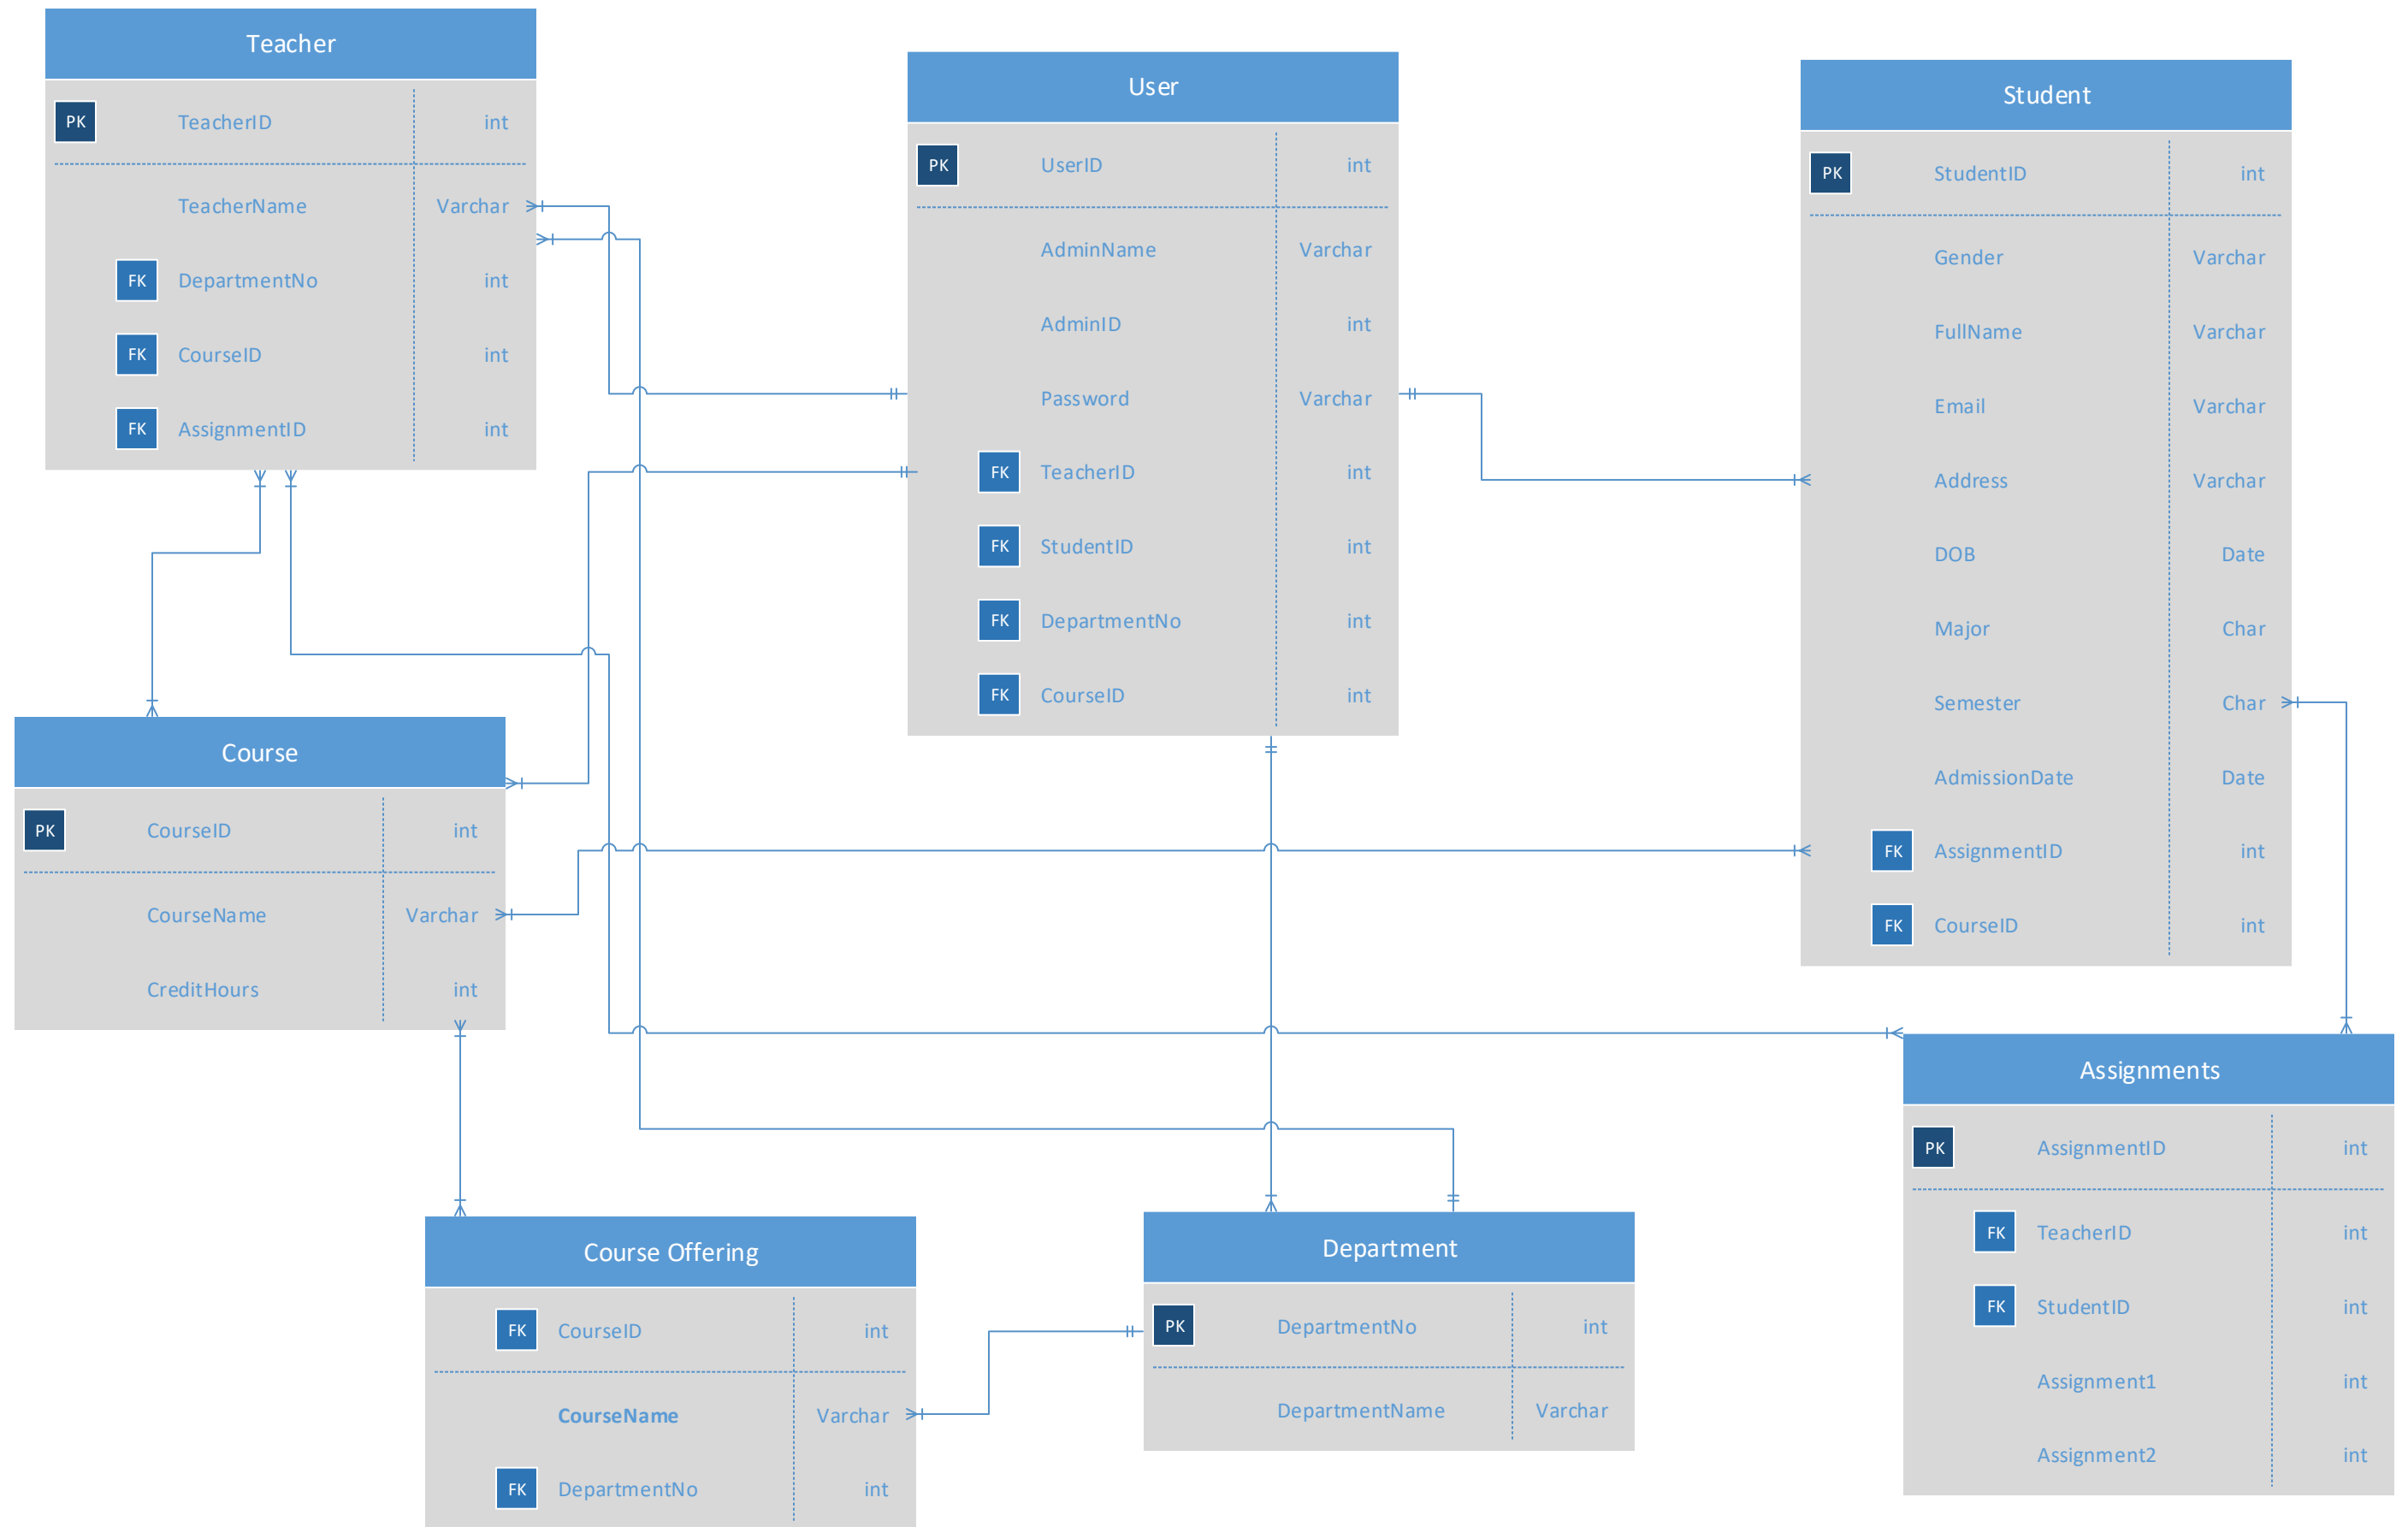 Teacher
PK TeacherID int
TeacherName Varchar
FK DepartmentNo int
FK CourseID int
FK AssignmentID int
User
PK UserID int
AdminName Varchar
AdminID int
Password Varchar
FK TeacherID int
FK StudentID int
FK DepartmentNo int
FK CourseID int
Student
PK StudentID int
Gender Varchar
FullName Varchar
Email Varchar
Address Varchar
DOB Date
Major Char
Semester Char
AdmissionDate Date
FK AssignmentID int
FK CourseID int
Course
PK CourseID int
CourseName Varchar
CreditHours int
Course Offering
FK CourseID int
CourseName Varchar
FK DepartmentNo int
Department
PK DepartmentNo int
DepartmentName Varchar
Assignments
PK AssignmentID int
FK TeacherID int
FK StudentID int
Assignment1 int
Assignment2 int